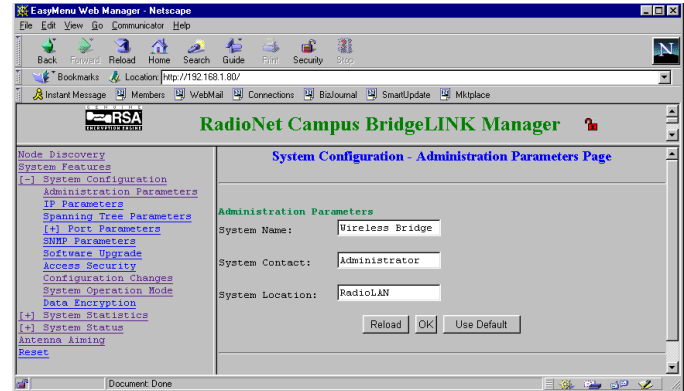 EasyMenu Web Manager - Netscape
File Edit View Go Communicator Help
Back Forward Reload Home Search Guide Print Security Stop
N
Bookmarks Location: http://192.168.1.80/
Instant Message Members WebMail Connections BizJournal SmartUpdate Mktplace
GENUINE
RSA
ENCRYPTION ENGINE
RadioNet Campus BridgeLINK Manager
Node Discovery
System Features
[-] System Configuration
Administration Parameters
IP Parameters
Spanning Tree Parameters
[+] Port Parameters
SNMP Parameters
Software Upgrade
Access Security
Configuration Changes
System Operation Mode
Data Encryption
[+] System Statistics
[+] System Status
Antenna Aiming
Reset
System Configuration - Administration Parameters Page
Administration Parameters
System Name: Wireless Bridge
System Contact: Administrator
System Location: RadioLAN
Reload OK Use Default
Document: Done